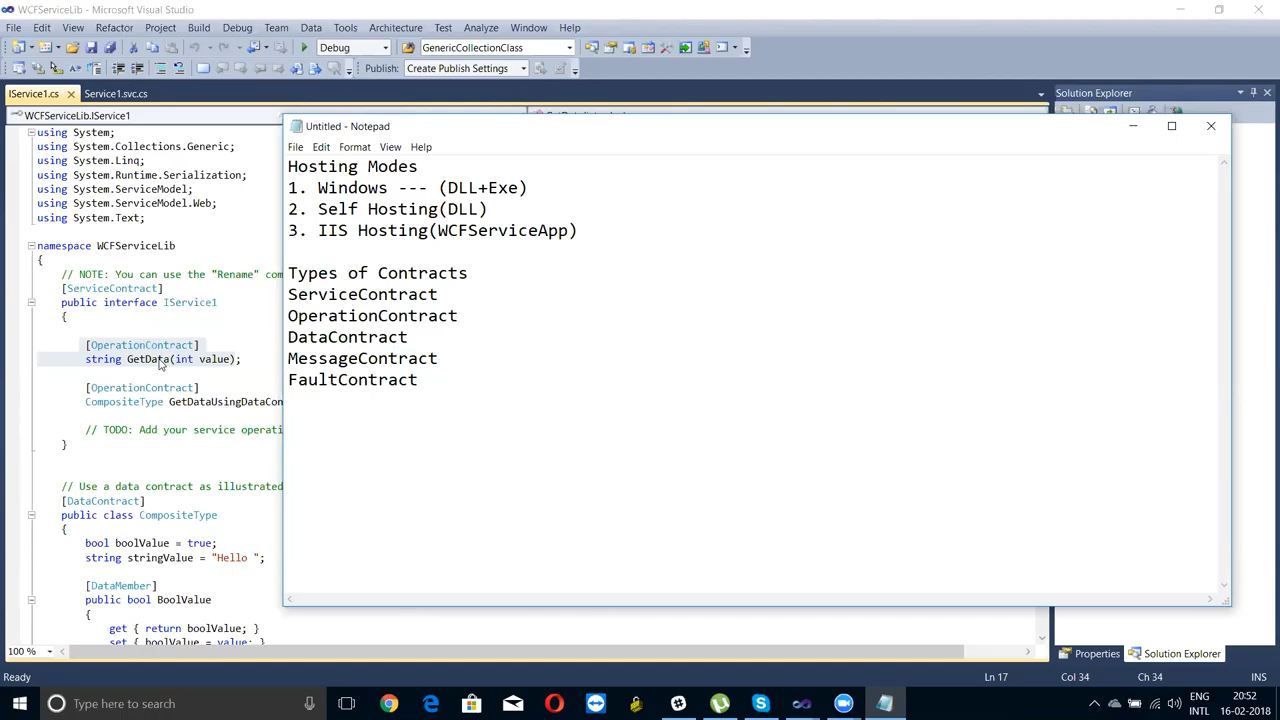 WCFServiceLib - Microsoft Visual Studio
File Edit View Refactor Project Build Debug Team Data Tools Architecture Test Analyze Window Help
Debug GenericCollectionClass
Publish: Create Publish Settings
IService1.cs Service1.svc.cs
Solution Explorer
WCFServiceLib.IService1
using System;
using System.Collections.Generic;
using System.Linq;
using System.Runtime.Serialization;
using System.ServiceModel;
using System.ServiceModel.Web;
using System.Text;
namespace WCFServiceLib
{
// NOTE: You can use the "Rename" com
[ServiceContract]
public interface IService1
{
[OperationContract]
string GetData(int value);
[OperationContract]
CompositeType GetDataUsingDataCon
// TODO: Add your service operati
}
// Use a data contract as illustrated
[DataContract]
public class CompositeType
{
bool boolValue = true;
string stringValue = "Hello ";
[DataMember]
public bool BoolValue
{
get { return boolValue; }
set { boolValue = value; }
Untitled - Notepad
File Edit Format View Help
Hosting Modes
1. Windows --- (DLL+Exe)
2. Self Hosting(DLL)
3. IIS Hosting(WCFServiceApp)
Types of Contracts
ServiceContract
OperationContract
DataContract
MessageContract
FaultContract
100 %
Properties Solution Explorer
Ready Ln 17 Col 34 Ch 34 INS
Type here to search
ENG 20:52
INTL 16-02-2018